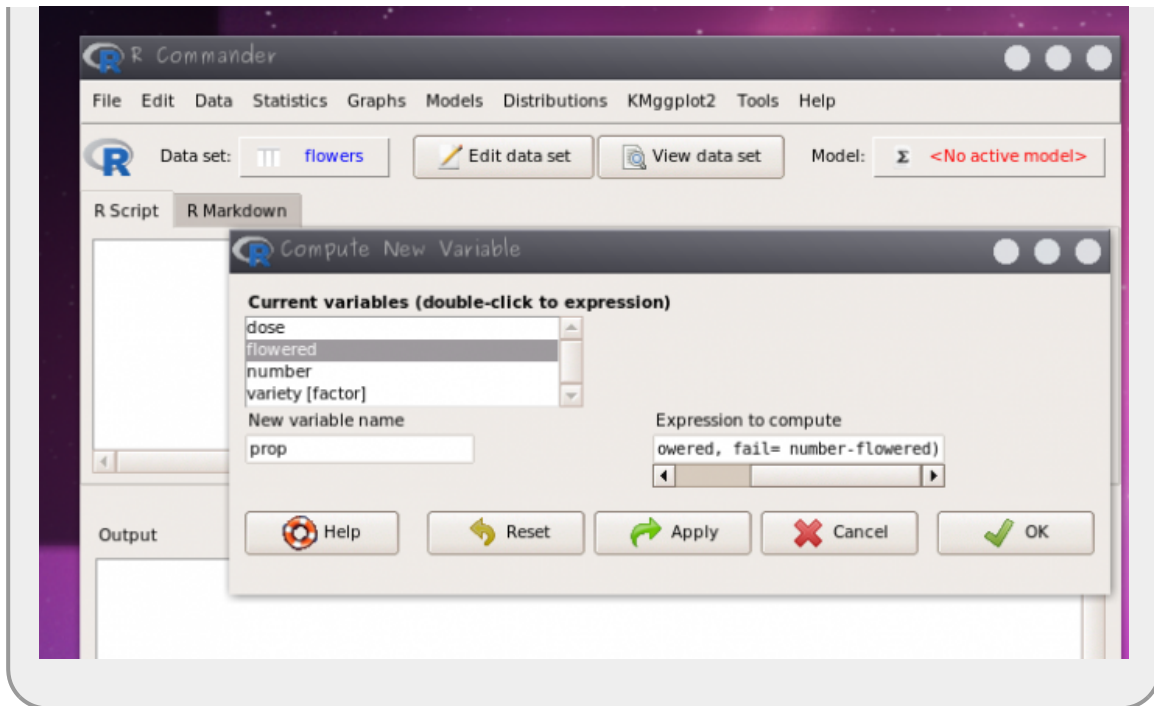 R Commander
File Edit Data Statistics Graphs Models Distributions KMggplot2 Tools Help
R Data set: flowers Edit data set View data set Model: Σ <No active model>
R Script R Markdown
Compute New Variable
Current variables (double-click to expression)
dose
flowered
number
variety [factor]
New variable name Expression to compute
prop owered, fail= number-flowered)
Help Reset Apply Cancel OK
Output